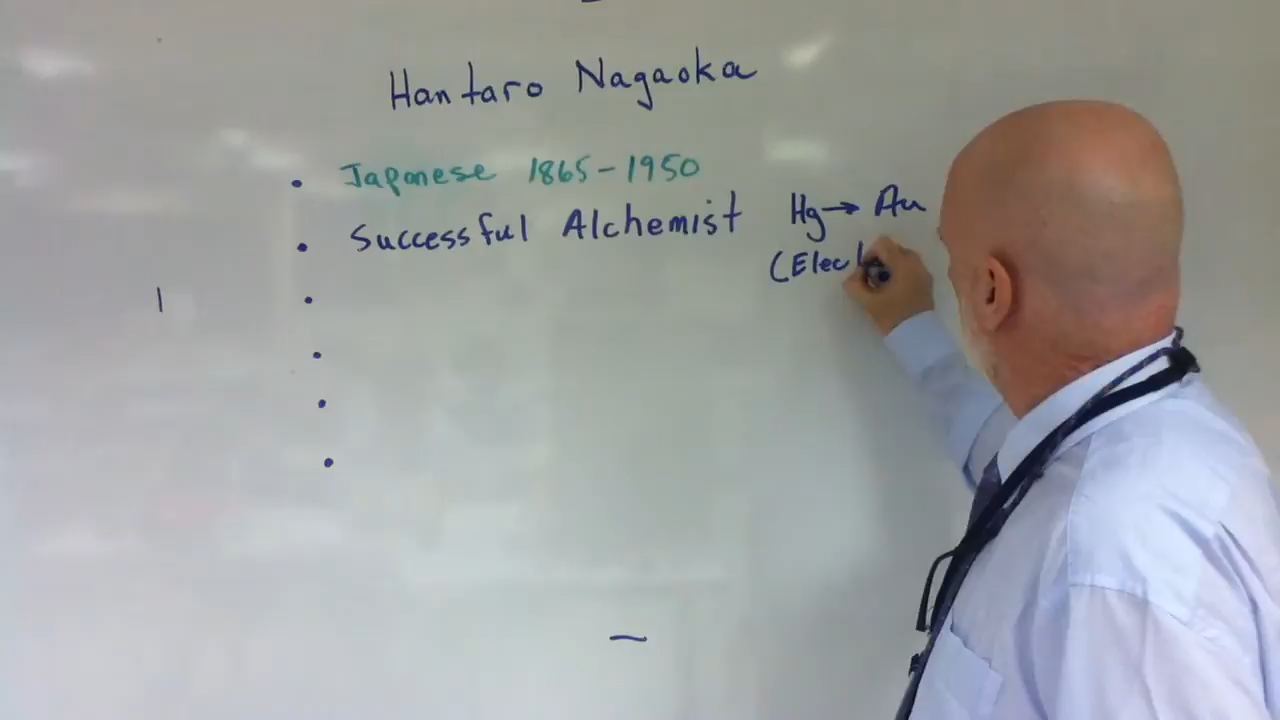 Hantaro Nagaoka
• Japanese 1865-1950
• Successful Alchemist Hg→Au
(Elec
•
•
•
•